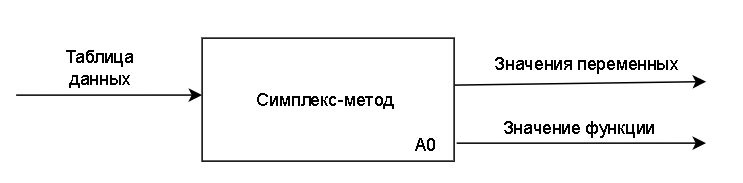 Таблица
данных
Симплекс-метод
A0
Значения переменных
Значение функции